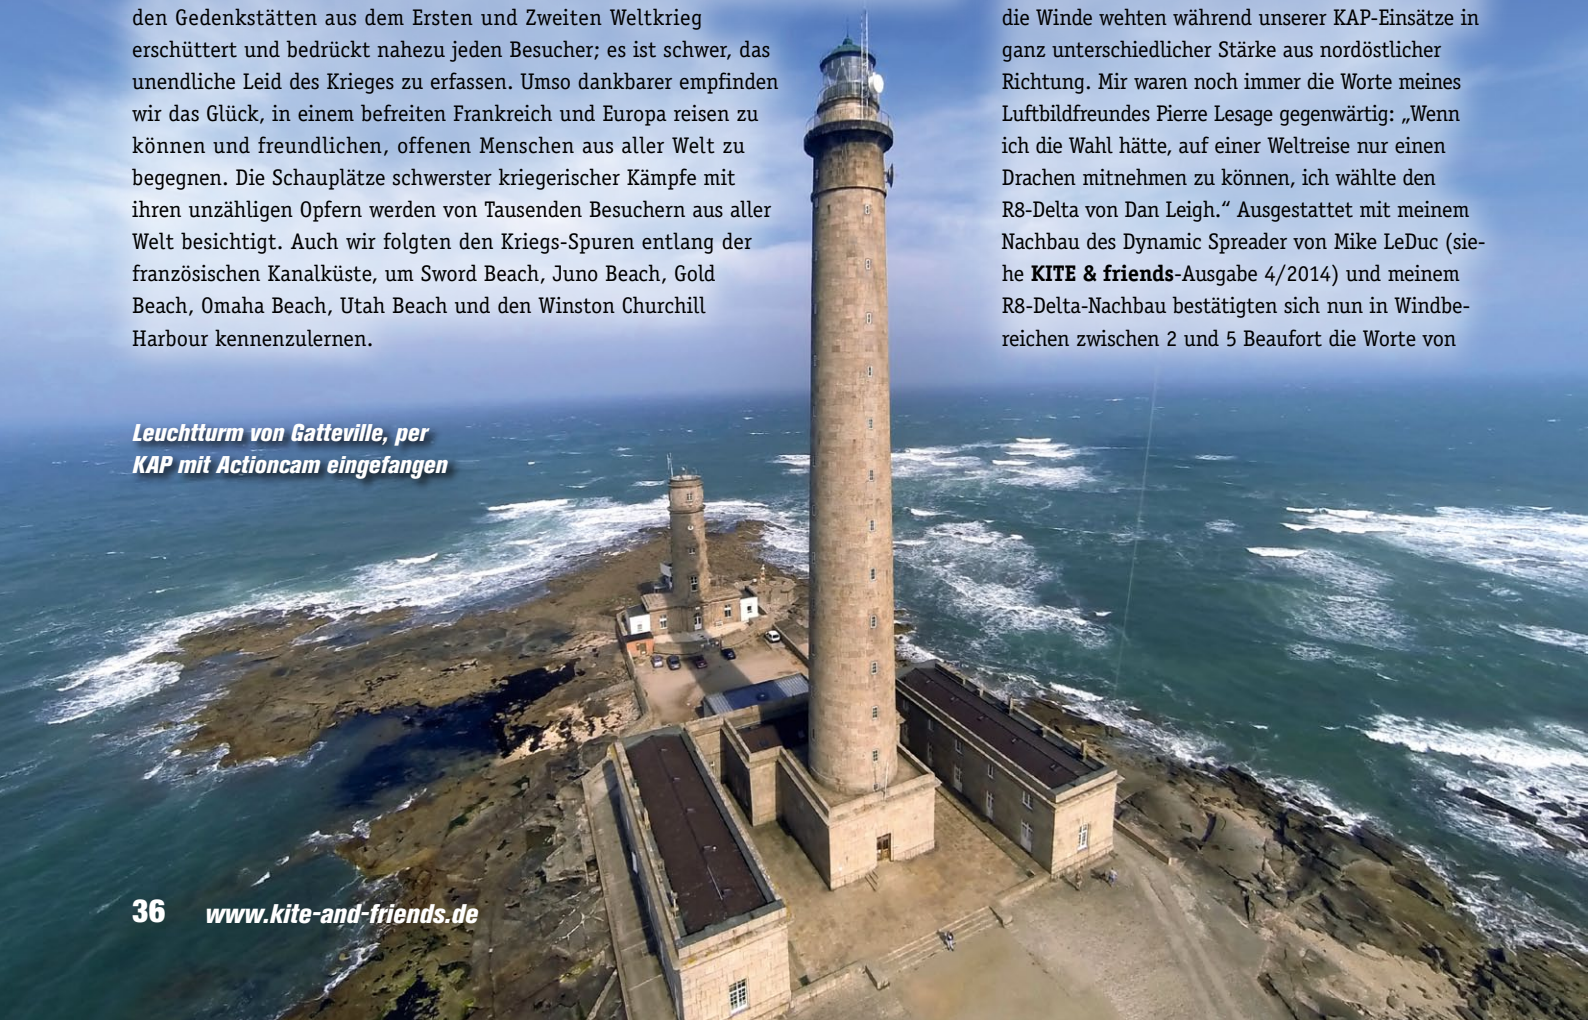 den Gedenkstätten aus dem Ersten und Zweiten Weltkrieg
erschüttert und bedrückt nahezu jeden Besucher; es ist schwer, das
unendliche Leid des Krieges zu erfassen. Umso dankbarer empfinden
wir das Glück, in einem befreiten Frankreich und Europa reisen zu
können und freundlichen, offenen Menschen aus aller Welt zu
begegnen. Die Schauplätze schwerster kriegerischer Kämpfe mit
ihren unzähligen Opfern werden von Tausenden Besuchern aus aller
Welt besichtigt. Auch wir folgten den Kriegs-Spuren entlang der
französischen Kanalküste, um Sword Beach, Juno Beach, Gold
Beach, Omaha Beach, Utah Beach und den Winston Churchill
Harbour kennenzulernen.
die Winde wehten während unserer KAP-Einsätze in
ganz unterschiedlicher Stärke aus nordöstlicher
Richtung. Mir waren noch immer die Worte meines
Luftbildfreundes Pierre Lesage gegenwärtig: „Wenn
ich die Wahl hätte, auf einer Weltreise nur einen
Drachen mitnehmen zu können, ich wählte den
R8-Delta von Dan Leigh.“ Ausgestattet mit meinem
Nachbau des Dynamic Spreader von Mike LeDuc (sie-
he KITE & friends-Ausgabe 4/2014) und meinem
R8-Delta-Nachbau bestätigten sich nun in Windbe-
reichen zwischen 2 und 5 Beaufort die Worte von
Leuchtturm von Gatteville, per
KAP mit Actioncam eingefangen
36 www.kite-and-friends.de